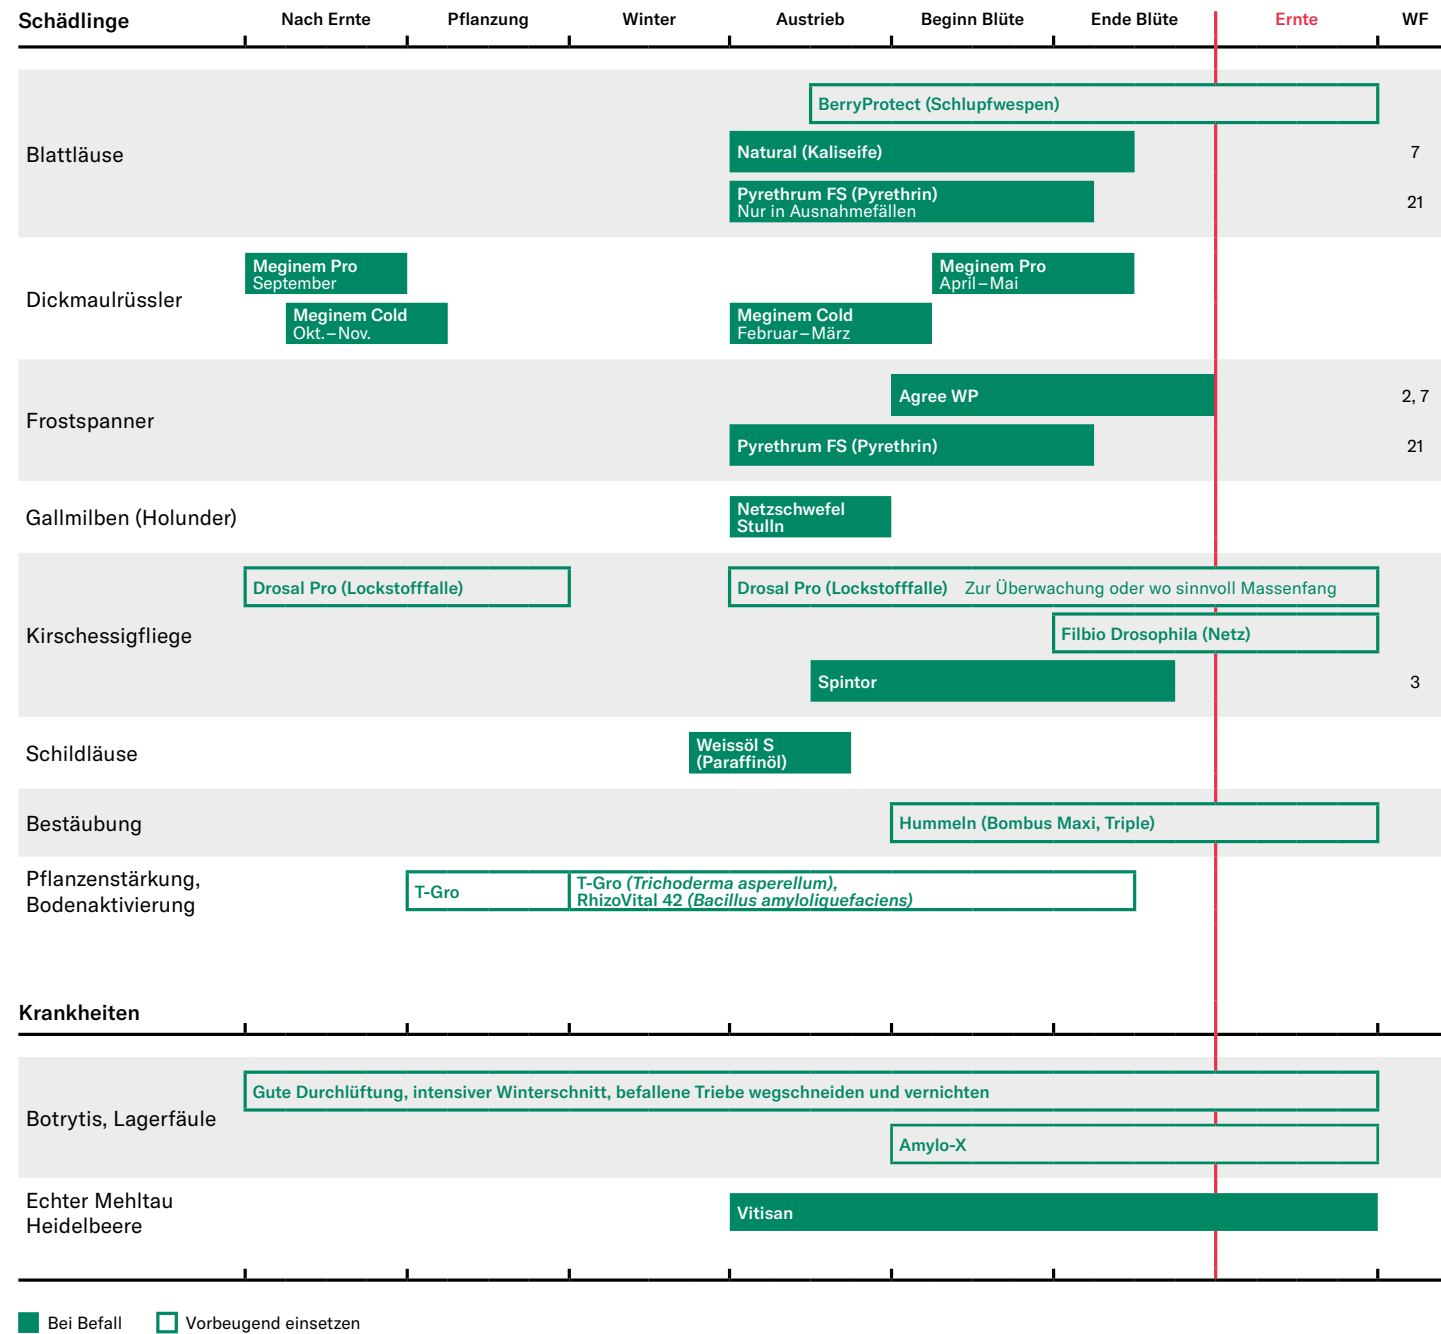 Schädlinge
Nach Ernte
Pflanzung
Winter
Austrieb
Beginn Blüte
Ende Blüte
Ernte
WF
Blattläuse
BerryProtect (Schlupfwespen)
Natural (Kaliseife)
7
Pyrethrum FS (Pyrethrin)
Nur in Ausnahmefällen
21
Dickmaulrüssler
Meginem Pro
September
Meginem Pro
April – Mai
Meginem Cold
Okt. – Nov.
Meginem Cold
Februar – März
Frostspanner
Agree WP
2, 7
Pyrethrum FS (Pyrethrin)
21
Gallmilben (Holunder)
Netzschwefel
Stulln
Kirschessigfliege
Drosal Pro (Lockstofffalle)
Drosal Pro (Lockstofffalle) Zur Überwachung oder wo sinnvoll Massenfang
Filbio Drosophila (Netz)
Spintor
3
Schildläuse
Weissöl S
(Paraffinöl)
Bestäubung
Hummeln (Bombus Maxi, Triple)
Pflanzenstärkung,
Bodenaktivierung
T-Gro
T-Gro (Trichoderma asperellum),
RhizoVital 42 (Bacillus amyloliquefaciens)
Krankheiten
Botrytis, Lagerfäule
Gute Durchlüftung, intensiver Winterschnitt, befallene Triebe wegschneiden und vernichten
Amylo-X
Echter Mehltau
Heidelbeere
Vitisan
Bei Befall
Vorbeugend einsetzen